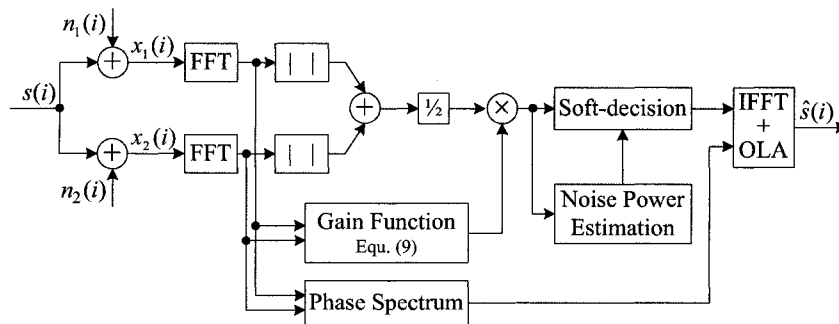 n₁(i)
x₁(i)
FFT
| |
s(i)
+
+
½
×
Soft-decision
IFFT
+
OLA
ŝ(i)
+
x₂(i)
FFT
| |
n₂(i)
Gain Function
Equ. (9)
Noise Power
Estimation
Phase Spectrum